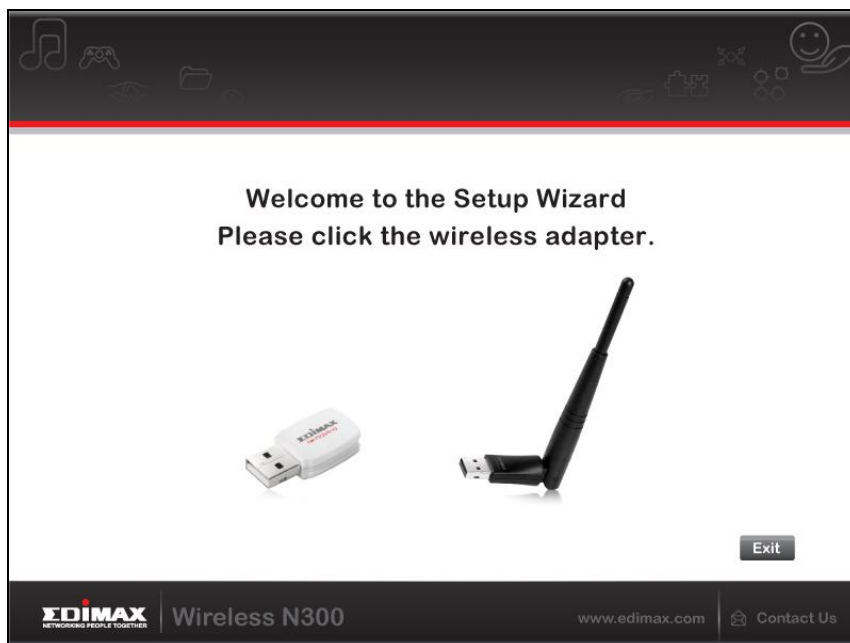 Welcome to the Setup Wizard
Please click the wireless adapter.
EDIMAX
Exit
EDIMAX
NETWORKING PEOPLE TOGETHER
Wireless N300
www.edimax.com
Contact Us